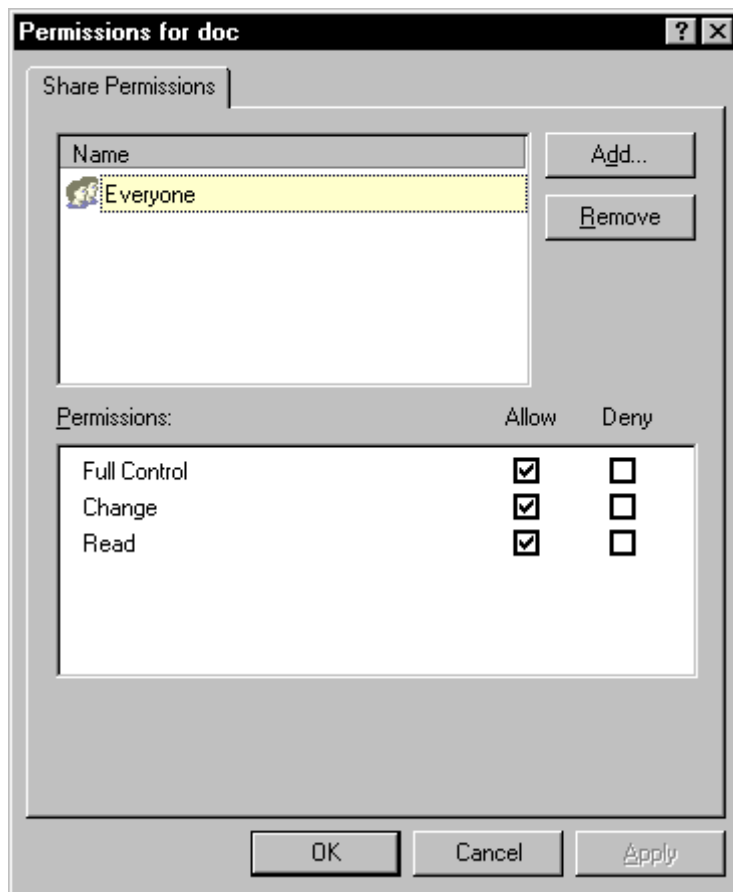 Permissions for doc
Share Permissions
Name
Everyone
Add...
Remove
Permissions: Allow Deny
Full Control
Change
Read
OK Cancel Apply